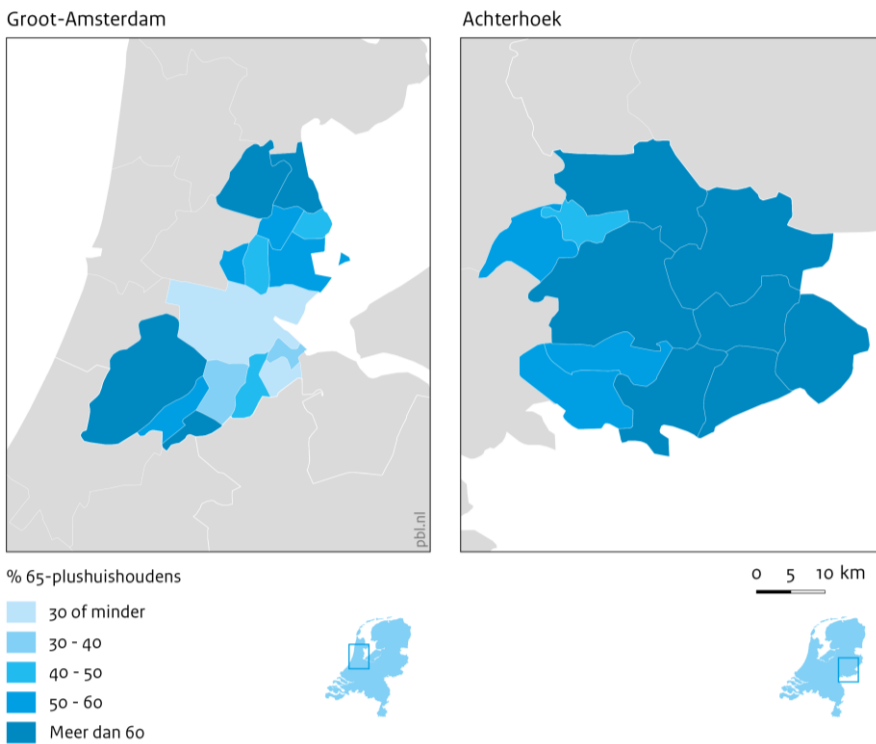 Groot-Amsterdam
Achterhoek
pbl.nl
% 65-plushuishoudens
30 of minder
30 - 40
40 - 50
50 - 60
Meer dan 60
0 5 10 km